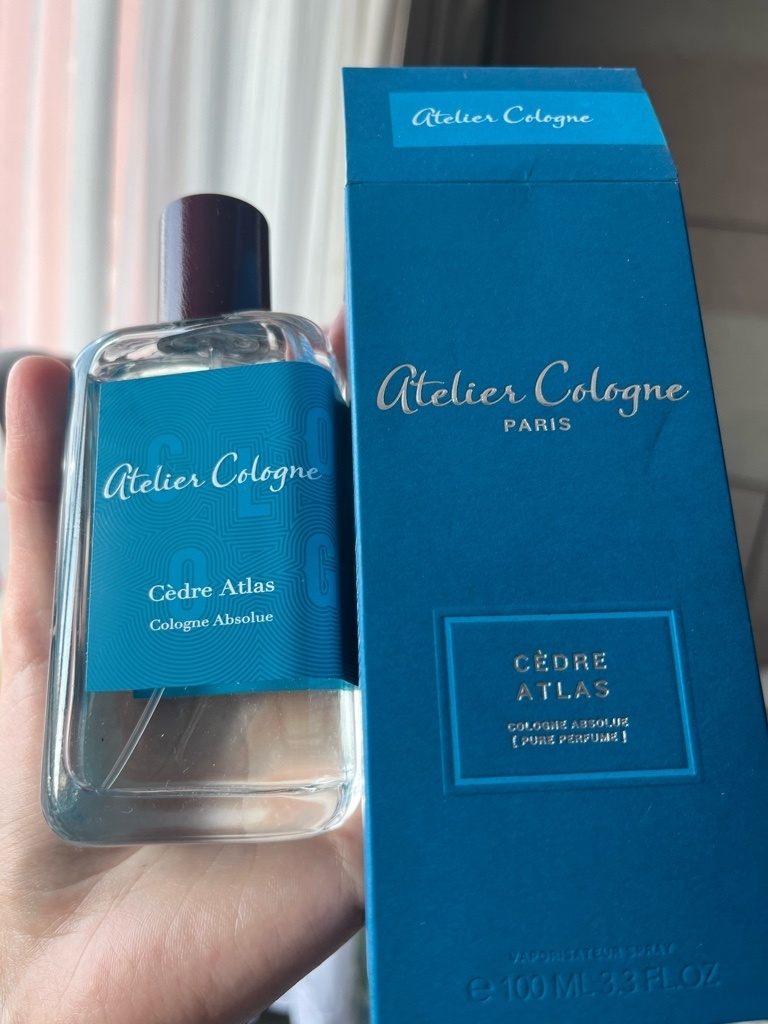 Atelier Cologne
Atelier Cologne
PARIS
CÈDRE
ATLAS
COLOGNE ABSOLUE
[ PURE PERFUME ]
VAPORISATEUR SPRAY
e 100 ML 3.3 FL.OZ
C O
L
O G
Atelier Cologne
Cèdre Atlas
Cologne Absolue